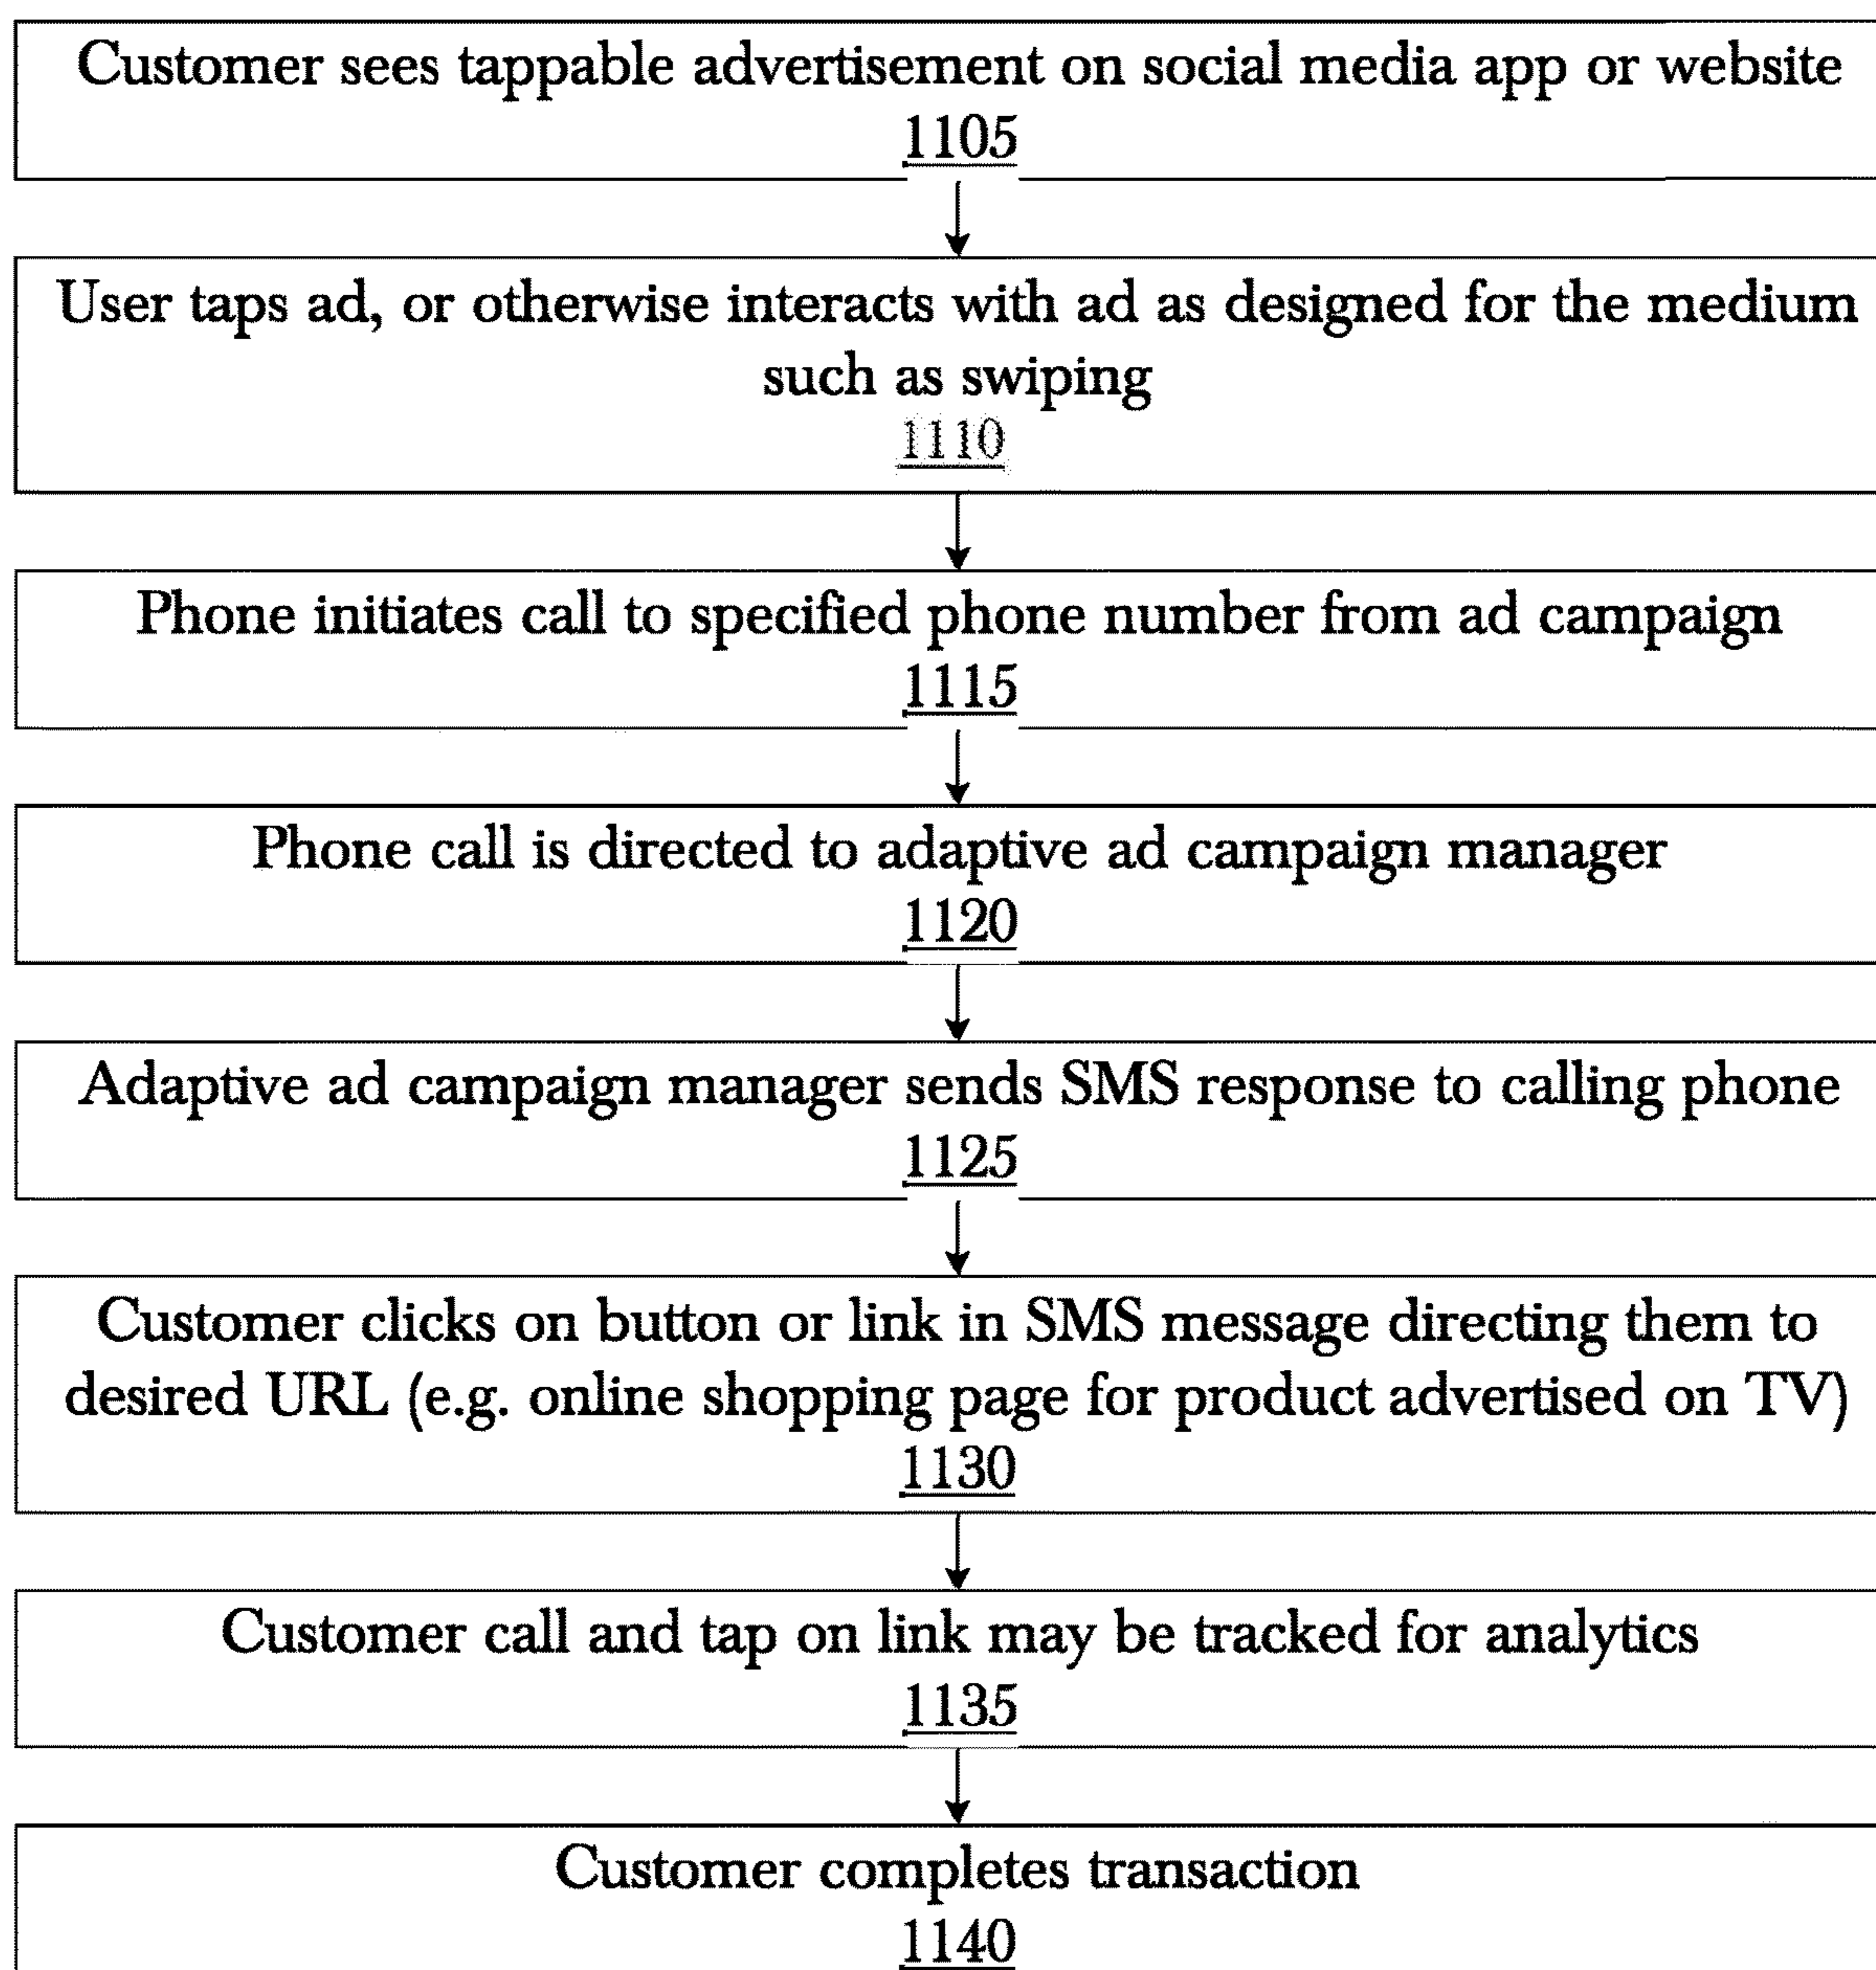 Customer sees tappable advertisement on social media app or website
1105
User taps ad, or otherwise interacts with ad as designed for the medium
such as swiping
1110
Phone initiates call to specified phone number from ad campaign
1115
Phone call is directed to adaptive ad campaign manager
1120
Adaptive ad campaign manager sends SMS response to calling phone
1125
Customer clicks on button or link in SMS message directing them to
desired URL (e.g. online shopping page for product advertised on TV)
1130
Customer call and tap on link may be tracked for analytics
1135
Customer completes transaction
1140